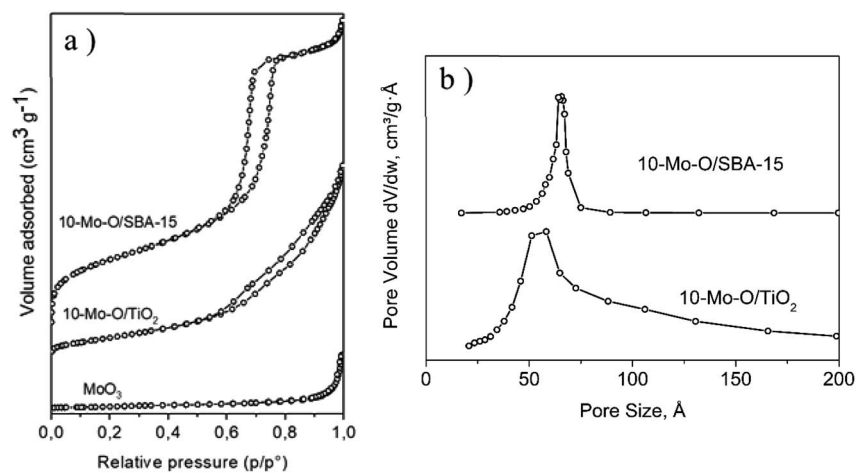 a )
Volume adsorbed (cm³ g⁻¹)
10-Mo-O/SBA-15
10-Mo-O/TiO₂
MoO₃
0,0 0,2 0,4 0,6 0,8 1,0
Relative pressure (p/p°)
b )
Pore Volume dV/dw, cm³/g·Å
10-Mo-O/SBA-15
10-Mo-O/TiO₂
0 50 100 150 200
Pore Size, Å